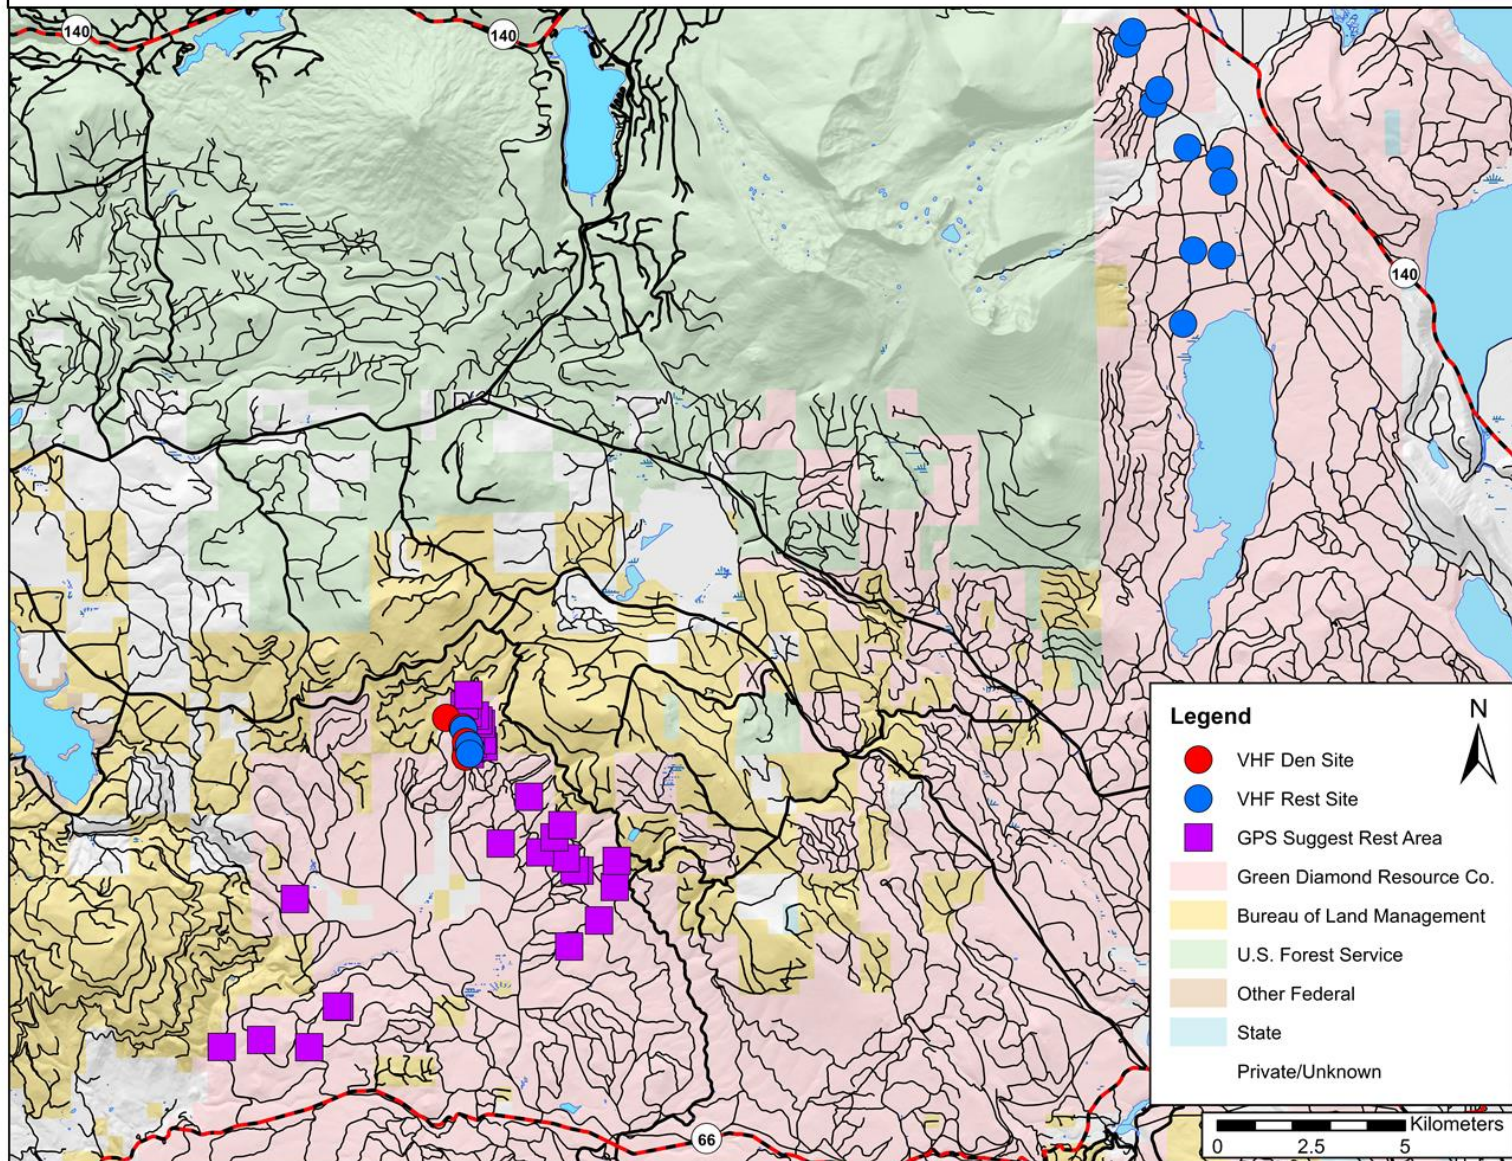 140
140
140
Legend
N
VHF Den Site
VHF Rest Site
GPS Suggest Rest Area
Green Diamond Resource Co.
Bureau of Land Management
U.S. Forest Service
Other Federal
State
Private/Unknown
Kilometers
0 2.5 5
66